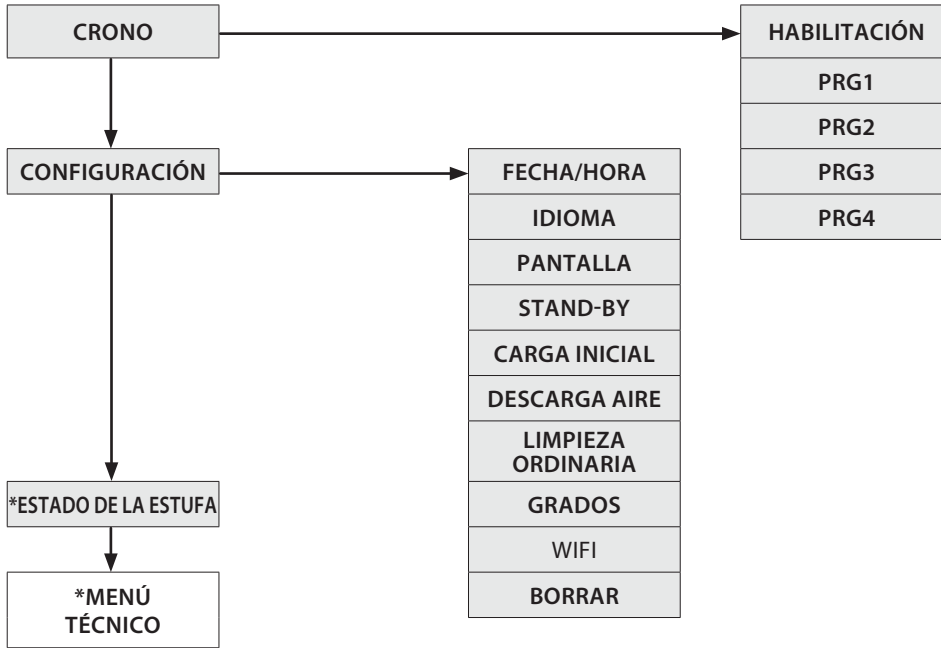 CRONO
HABILITACIÓN
PRG1
PRG2
PRG3
PRG4
CONFIGURACIÓN
FECHA/HORA
IDIOMA
PANTALLA
STAND-BY
CARGA INICIAL
DESCARGA AIRE
LIMPIEZA
ORDINARIA
GRADOS
WIFI
BORRAR
*ESTADO DE LA ESTUFA
*MENÚ
TÉCNICO